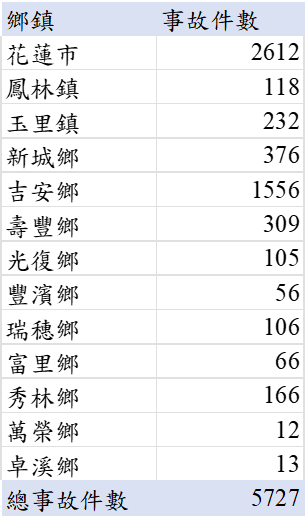 鄉鎮 事故件數
花蓮市 2612
鳳林鎮 118
玉里鎮 232
新城鄉 376
吉安鄉 1556
壽豐鄉 309
光復鄉 105
豐濱鄉 56
瑞穗鄉 106
富里鄉 66
秀林鄉 166
萬榮鄉 12
卓溪鄉 13
總事故件數 5727